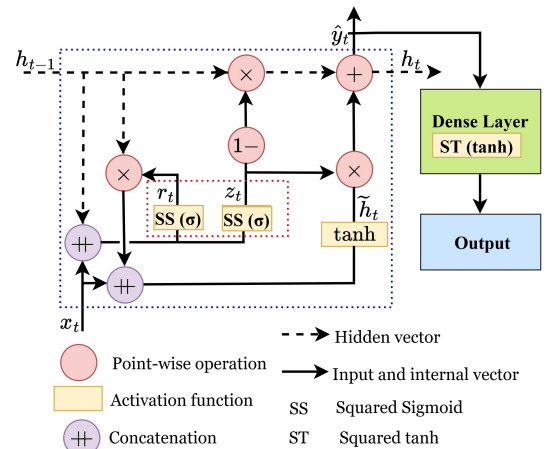 ŷₜ
hₜ₋₁
hₜ
×
+
1−
×
×
rₜ
zₜ
h̃ₜ
SS (σ)
SS (σ)
tanh
⧺
⧺
xₜ
Dense Layer
ST (tanh)
Output
Hidden vector
Point-wise operation
Input and internal vector
Activation function
SS Squared Sigmoid
⧺ Concatenation
ST Squared tanh